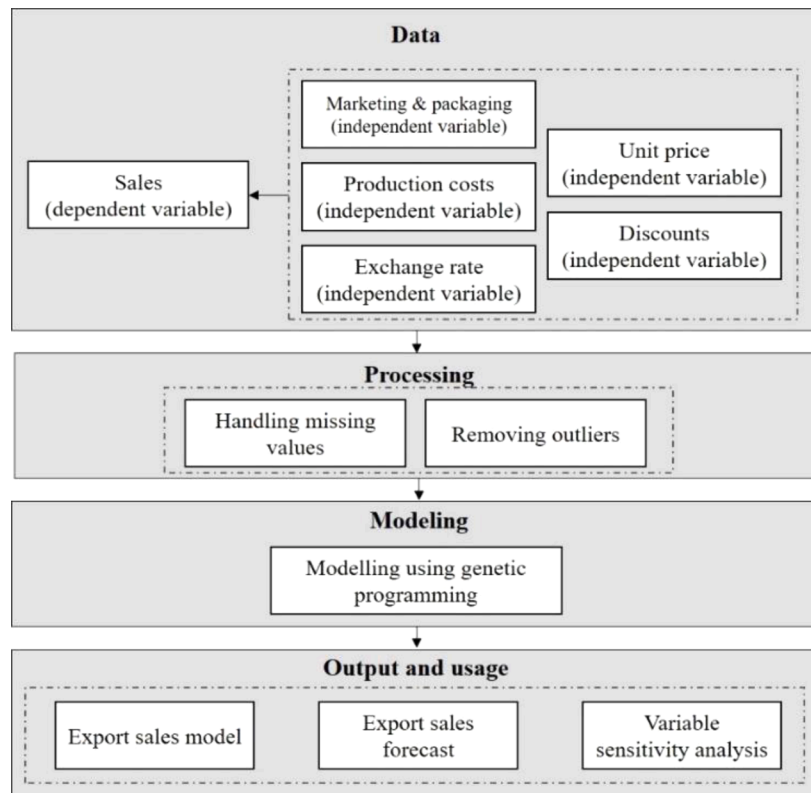 Data
Marketing & packaging
(independent variable)
Unit price
(independent variable)
Sales
(dependent variable)
Production costs
(independent variable)
Discounts
(independent variable)
Exchange rate
(independent variable)
Processing
Handling missing
values
Removing outliers
Modeling
Modelling using genetic
programming
Output and usage
Export sales model
Export sales
forecast
Variable
sensitivity analysis